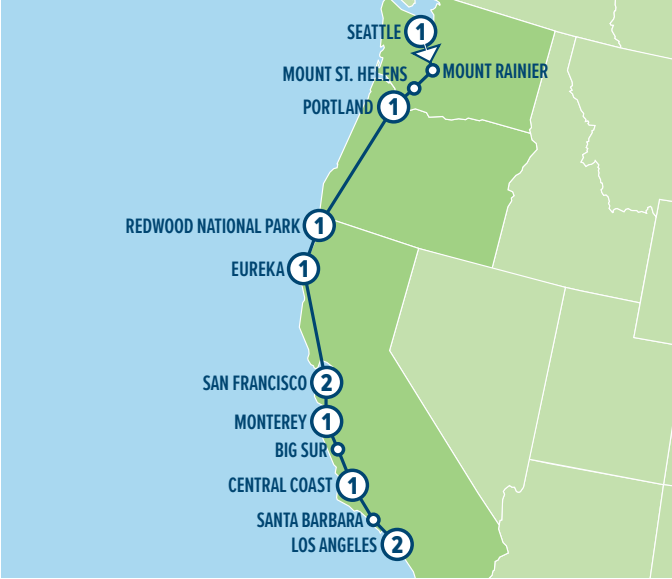 SEATTLE 1
MOUNT RAINIER
MOUNT ST. HELENS
PORTLAND 1
REDWOOD NATIONAL PARK 1
EUREKA 1
SAN FRANCISCO 2
MONTEREY 1
BIG SUR
CENTRAL COAST 1
SANTA BARBARA
LOS ANGELES 2